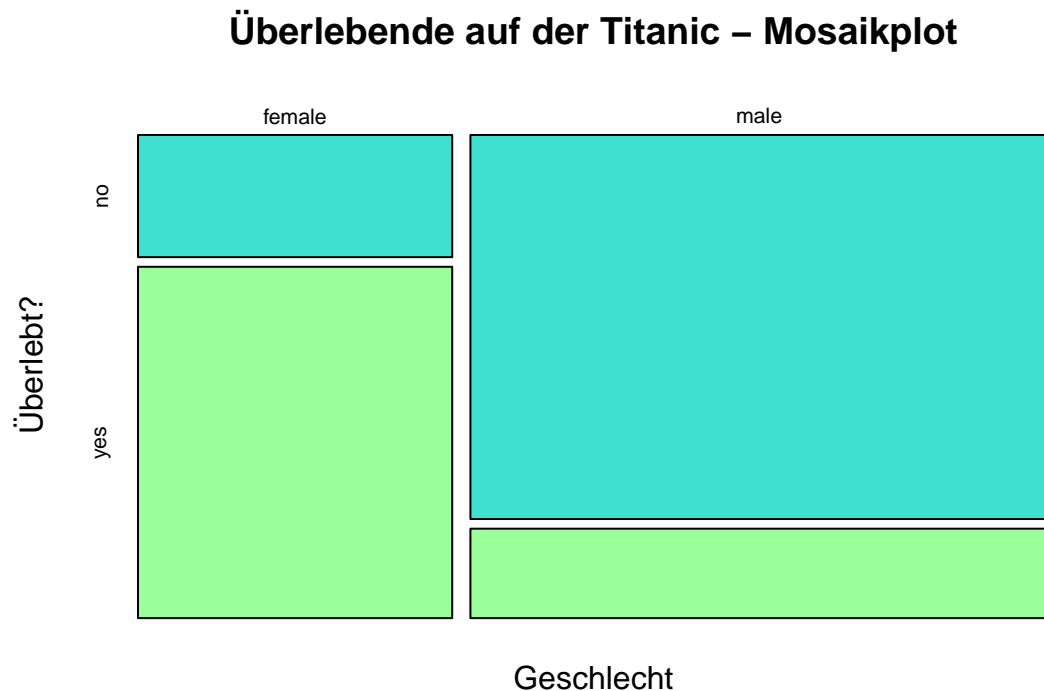 Überlebende auf der Titanic – Mosaikplot
female
male
no
yes
Überlebt?
Geschlecht